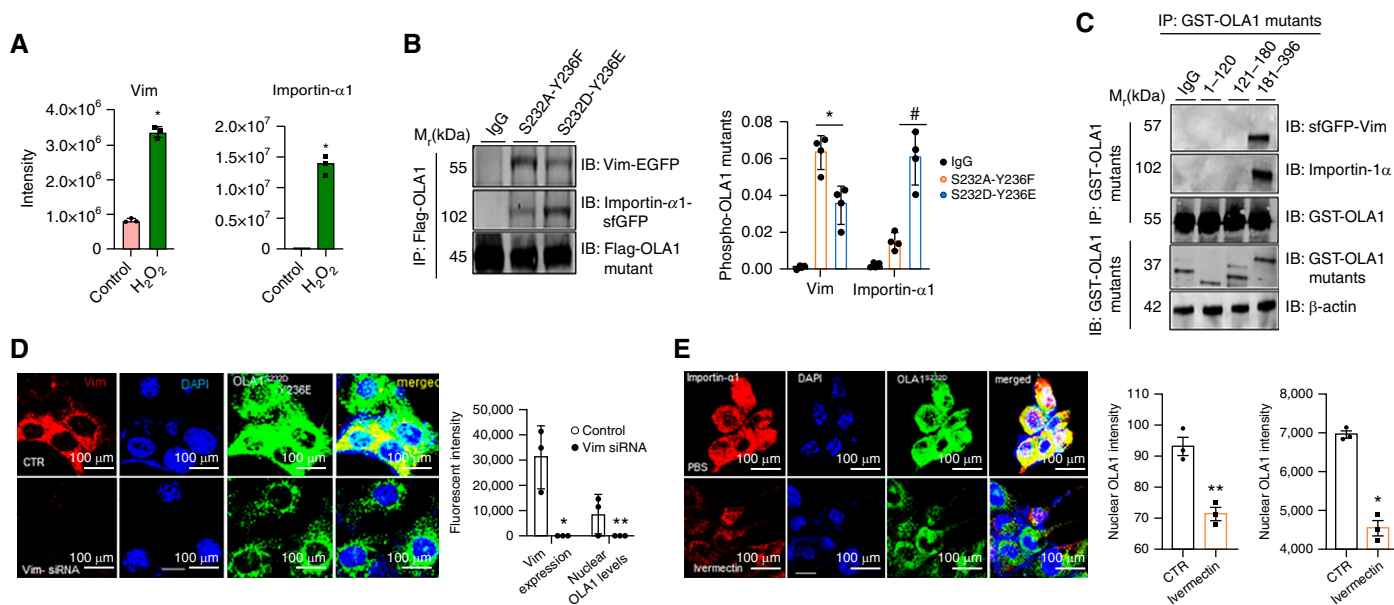 A
Vim
Importin-α1
Intensity
4.0×10⁶
3.0×10⁶
2.0×10⁶
1.0×10⁶
0
*
Control
H₂O₂
2.0×10⁷
1.5×10⁷
1.0×10⁷
0.5×10⁷
0
*
Control
H₂O₂
B
IP: Flag-OLA1
Mr(kDa)
IgG
S232A-Y236F
S232D-Y236E
55
IB: Vim-EGFP
102
IB: Importin-α1-
sfGFP
45
IB: Flag-OLA1
mutant
Phospho-OLA1 mutants
0.08
0.06
0.04
0.02
0.00
*
#
Vim
Importin-α1
IgG
S232A-Y236F
S232D-Y236E
C
IP: GST-OLA1 mutants
Mr(kDa)
IgG
1–120
121–180
181–396
IP: GST-OLA1
mutants
57
IB: sfGFP-Vim
102
IB: Importin-1α
55
IB: GST-OLA1
IB: GST-OLA1
mutants
37
IB: GST-OLA1
mutants
42
IB: β-actin
D
Vim
DAPI
OLA1S232D
Y236E
merged
CTR
100 μm
100 μm
100 μm
100 μm
Vim- siRNA
100 μm
100 μm
100 μm
100 μm
Fluorescent intensity
50,000
40,000
30,000
20,000
10,000
0
Control
Vim siRNA
*
**
Vim
expression
Nuclear
OLA1 levels
E
Importin-α1
DAPI
OLA1S232D
merged
PBS
100 μm
100 μm
100 μm
100 μm
Ivermectin
100 μm
100 μm
100 μm
100 μm
Nuclear OLA1 intensity
110
100
90
80
70
60
**
CTR
Ivermectin
Nuclear OLA1 intensity
8,000
7,000
6,000
5,000
4,000
*
CTR
Ivermectin